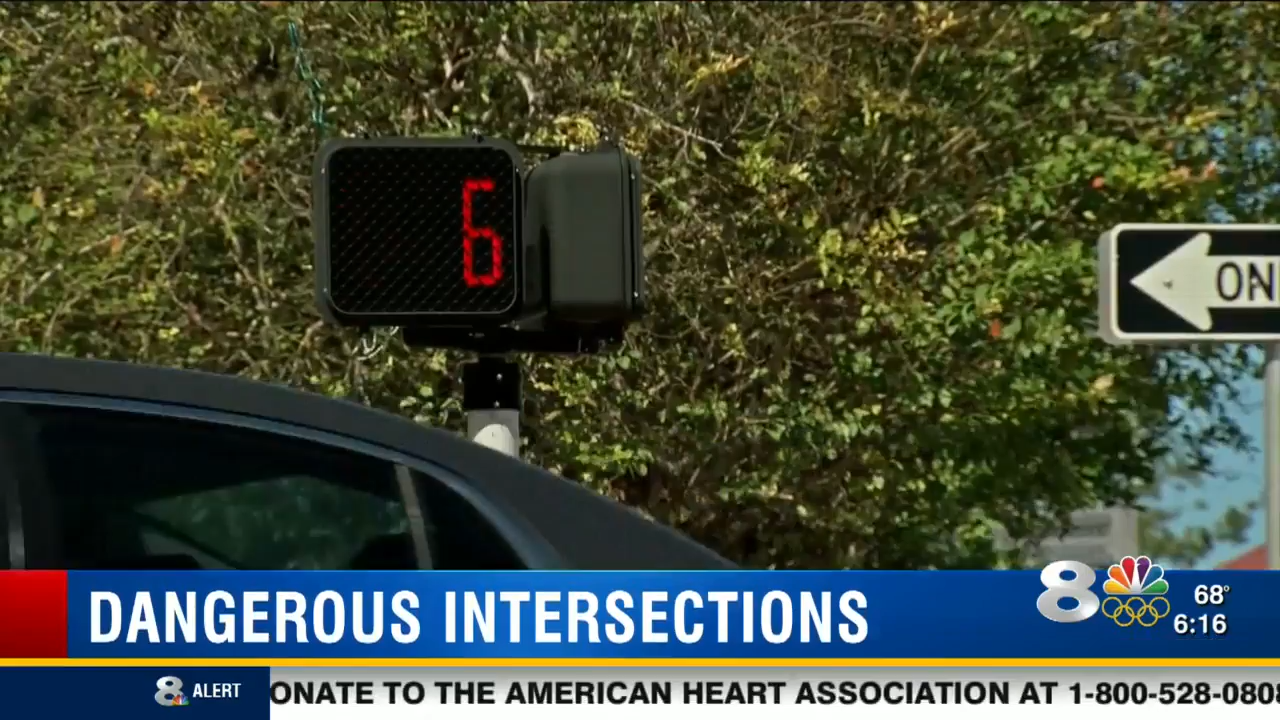 6
ON
DANGEROUS INTERSECTIONS
8
68°
6:16
8 ALERT
ONATE TO THE AMERICAN HEART ASSOCIATION AT 1-800-528-080